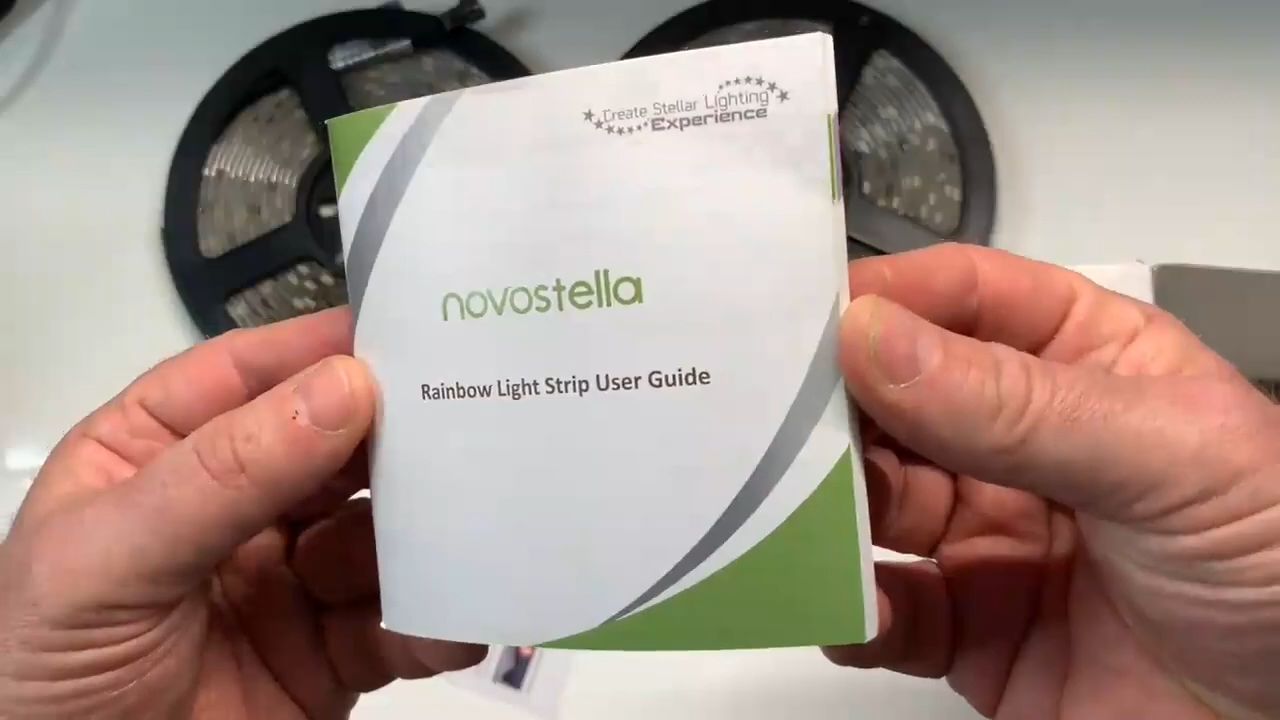 Create Stellar Lighting
Experience
novostella
Rainbow Light Strip User Guide